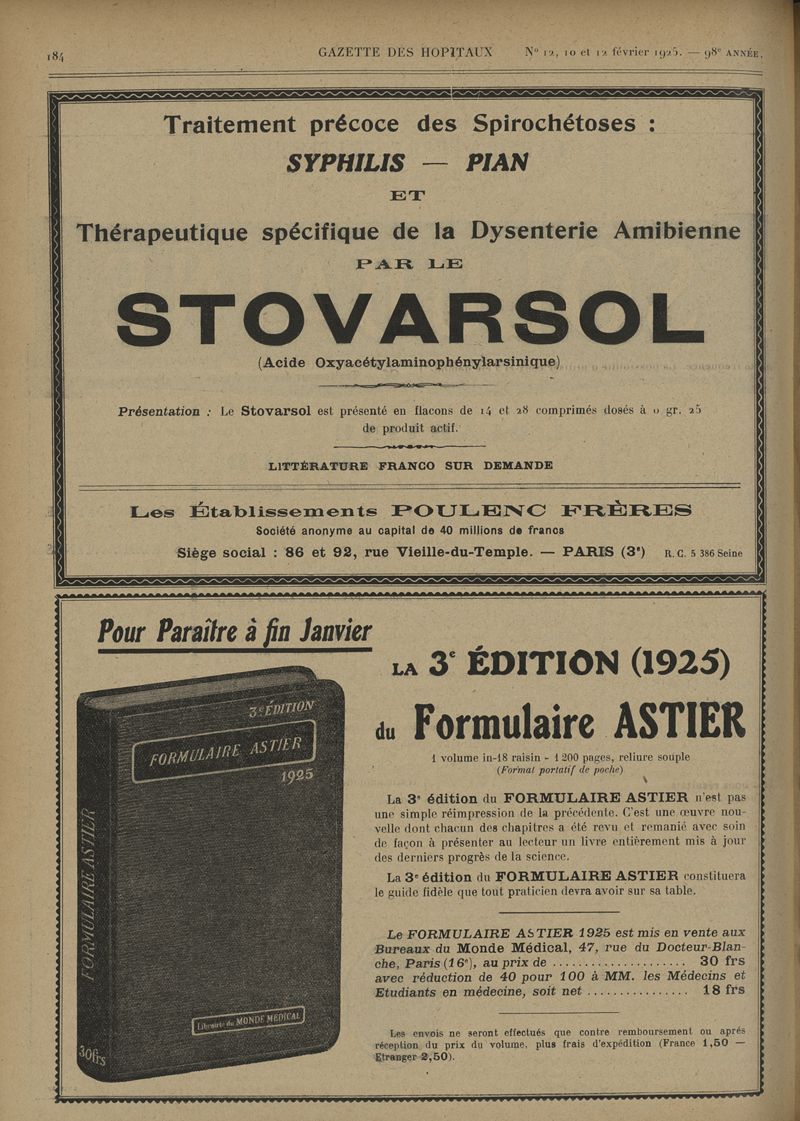 184
GAZETTE DES HOPITAUX
N° 12, 10 et 12 février 1925. — 98e ANNÉE.
Traitement précoce des Spirochétoses :
SYPHILIS — PIAN
ET
Thérapeutique spécifique de la Dysenterie Amibienne
PAR LE
STOVARSOL
(Acide Oxyacétylaminophénylarsinique)
Présentation : Le Stovarsol est présenté en flacons de 14 et 28 comprimés dosés à 0 gr. 25
de produit actif.
LITTÉRATURE FRANCO SUR DEMANDE
Les Établissements POULENC FRÈRES
Société anonyme au capital de 40 millions de francs
Siège social : 86 et 92, rue Vieille-du-Temple. — PARIS (3e) R. C. 5 386 Seine
Pour Paraître à fin Janvier
LA 3e ÉDITION (1925)
du Formulaire ASTIER
1 volume in-18 raisin - 1 200 pages, reliure souple
(Format portatif de poche)
La 3e édition du FORMULAIRE ASTIER n'est pas
une simple réimpression de la précédente. C'est une œuvre nou-
velle dont chacun des chapitres a été revu et remanié avec soin
de façon à présenter au lecteur un livre entièrement mis à jour
des derniers progrès de la science.
La 3e édition du FORMULAIRE ASTIER constituera
le guide fidèle que tout praticien devra avoir sur sa table.
Le FORMULAIRE ASTIER 1925 est mis en vente aux
Bureaux du Monde Médical, 47, rue du Docteur-Blan-
che, Paris (16e), au prix de ..................... 30 frs
avec réduction de 40 pour 100 à MM. les Médecins et
Etudiants en médecine, soit net ................ 18 frs
Les envois ne seront effectués que contre remboursement ou après
réception du prix du volume, plus frais d'expédition (France 1,50 —
Etranger 2,50).
3e ÉDITION
FORMULAIRE ASTIER
1925
FORMULAIRE ASTIER
Librairie du MONDE MEDICAL
30frs